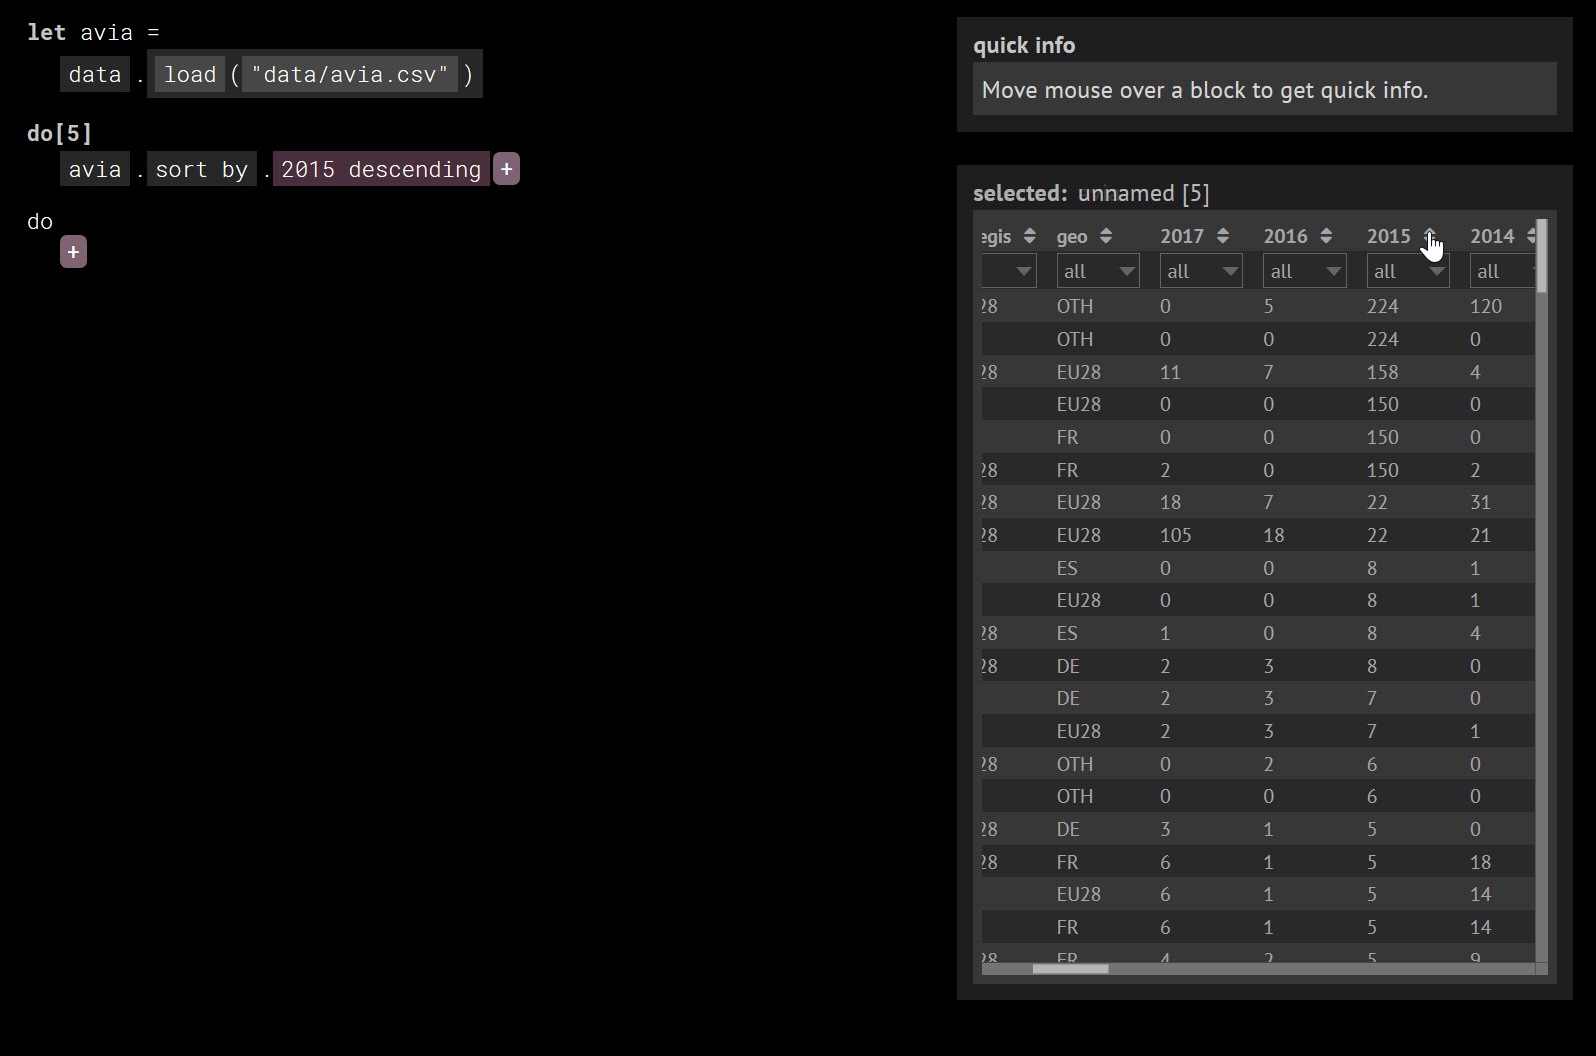 let avia =
data . load ( "data/avia.csv" )
do[5]
avia . sort by . 2015 descending +
do
+
quick info
Move mouse over a block to get quick info.
selected: unnamed [5]
egis geo 2017 2016 2015 2014
all all all all all
28 OTH 0 5 224 120
OTH 0 0 224 0
28 EU28 11 7 158 4
EU28 0 0 150 0
FR 0 0 150 0
28 FR 2 0 150 2
28 EU28 18 7 22 31
28 EU28 105 18 22 21
ES 0 0 8 1
EU28 0 0 8 1
28 ES 1 0 8 4
28 DE 2 3 8 0
DE 2 3 7 0
EU28 2 3 7 1
28 OTH 0 2 6 0
OTH 0 0 6 0
28 DE 3 1 5 0
28 FR 6 1 5 18
EU28 6 1 5 14
FR 6 1 5 14
28 FR 4 2 5 9